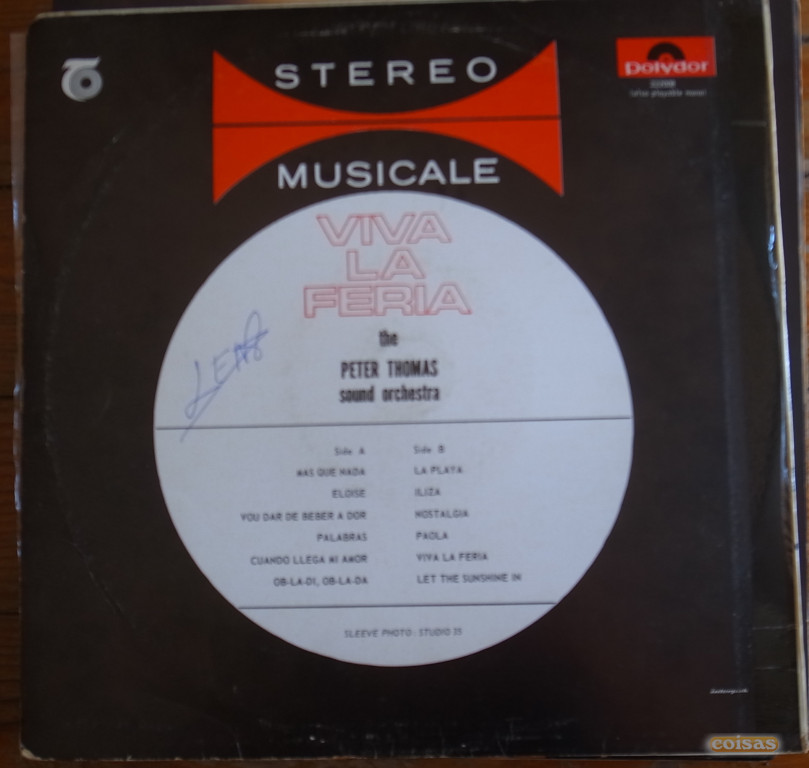 STEREO
Polydor
MUSICALE
VIVA
LA
FERIA
the
PETER THOMAS
sound orchestra
Side A
MAS QUE NADA
ELOISE
VOU DAR DE BEBER A DOR
PALABRAS
CUANDO LLEGA MI AMOR
OB-LA-DI, OB-LA-DA
Side B
LA PLAYA
ILIZA
NOSTALGIA
PAOLA
VIVA LA FERIA
LET THE SUNSHINE IN
SLEEVE PHOTO: STUDIO 35
coisas